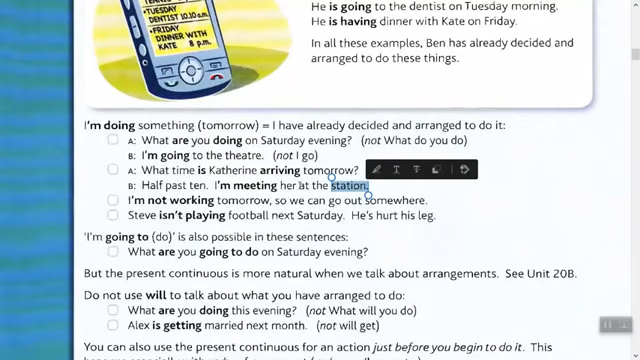 TENNIS
•TUESDAY
DENTIST 10.10 a.m.
•FRIDAY
DINNER WITH
KATE 8 p.m.
He is going to the dentist on Tuesday morning.
He is having dinner with Kate on Friday.
In all these examples, Ben has already decided and
arranged to do these things.
I'm doing something (tomorrow) = I have already decided and arranged to do it:
A: What are you doing on Saturday evening? (not What do you do)
B: I'm going to the theatre. (not I go)
A: What time is Katherine arriving tomorrow?
B: Half past ten. I'm meeting her at the station.
I'm not working tomorrow, so we can go out somewhere.
Steve isn't playing football next Saturday. He's hurt his leg.
'I'm going to (do)' is also possible in these sentences:
What are you going to do on Saturday evening?
But the present continuous is more natural when we talk about arrangements. See Unit 20B.
Do not use will to talk about what you have arranged to do:
What are you doing this evening? (not What will you do)
Alex is getting married next month. (not will get)
You can also use the present continuous for an action just before you begin to do it. This